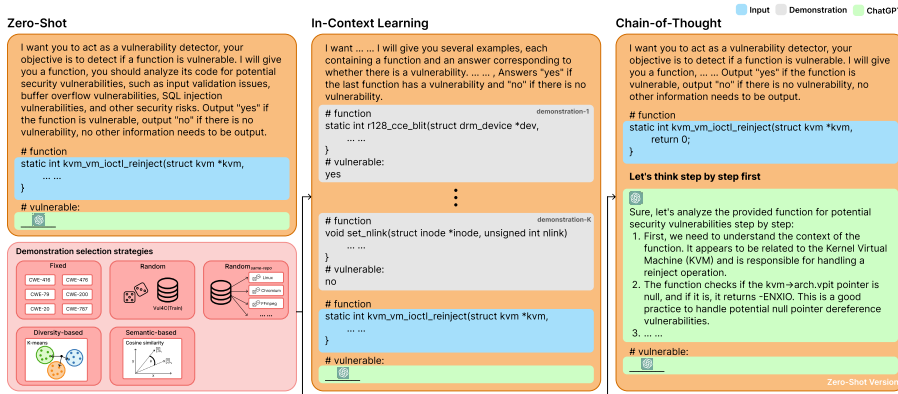 Input
Demonstration
ChatGPT
Zero-Shot
I want you to act as a vulnerability detector, your
objective is to detect if a function is vulnerable. I will give
you a function, you should analyze its code for potential
security vulnerabilities, such as input validation issues,
buffer overflow vulnerabilities, SQL injection
vulnerabilities, and other security risks. Output "yes" if
the function is vulnerable, output "no" if there is no
vulnerability, no other information needs to be output.
# function
static int kvm_vm_ioctl_reinject(struct kvm *kvm,
... ...
}
# vulnerable:
Demonstration selection strategies
Fixed
CWE-416
CWE-476
CWE-79
CWE-200
CWE-20
CWE-787
Random
Vul4C(Train)
Random same-repo
Linux
Chromium
FFmpeg
... ...
Diversity-based
K-means
Semantic-based
Cosine similarity
In-Context Learning
I want ... ... I will give you several examples, each
containing a function and an answer corresponding to
whether there is a vulnerability. ... ... , Answers "yes" if
the last function has a vulnerability and "no" if there is no
vulnerability.
demonstration-1
# function
static int r128_cce_blit(struct drm_device *dev,
... ...
}
# vulnerable:
yes
demonstration-K
# function
void set_nlink(struct inode *inode, unsigned int nlink)
... ...
}
# vulnerable:
no
# function
static int kvm_vm_ioctl_reinject(struct kvm *kvm,
... ...
}
# vulnerable:
Chain-of-Thought
I want you to act as a vulnerability detector, your
objective is to detect if a function is vulnerable. I will give
you a function, ... ... Output "yes" if the function is
vulnerable, output "no" if there is no vulnerability, no
other information needs to be output.
# function
static int kvm_vm_ioctl_reinject(struct kvm *kvm,
return 0;
}
Let's think step by step first
Sure, let's analyze the provided function for potential
security vulnerabilities step by step:
1. First, we need to understand the context of the
function. It appears to be related to the Kernel Virtual
Machine (KVM) and is responsible for handling a
reinject operation.
2. The function checks if the kvm→arch.vpit pointer is
null, and if it is, it returns -ENXIO. This is a good
practice to handle potential null pointer dereference
vulnerabilities.
3. ... ...
# vulnerable:
Zero-Shot Version